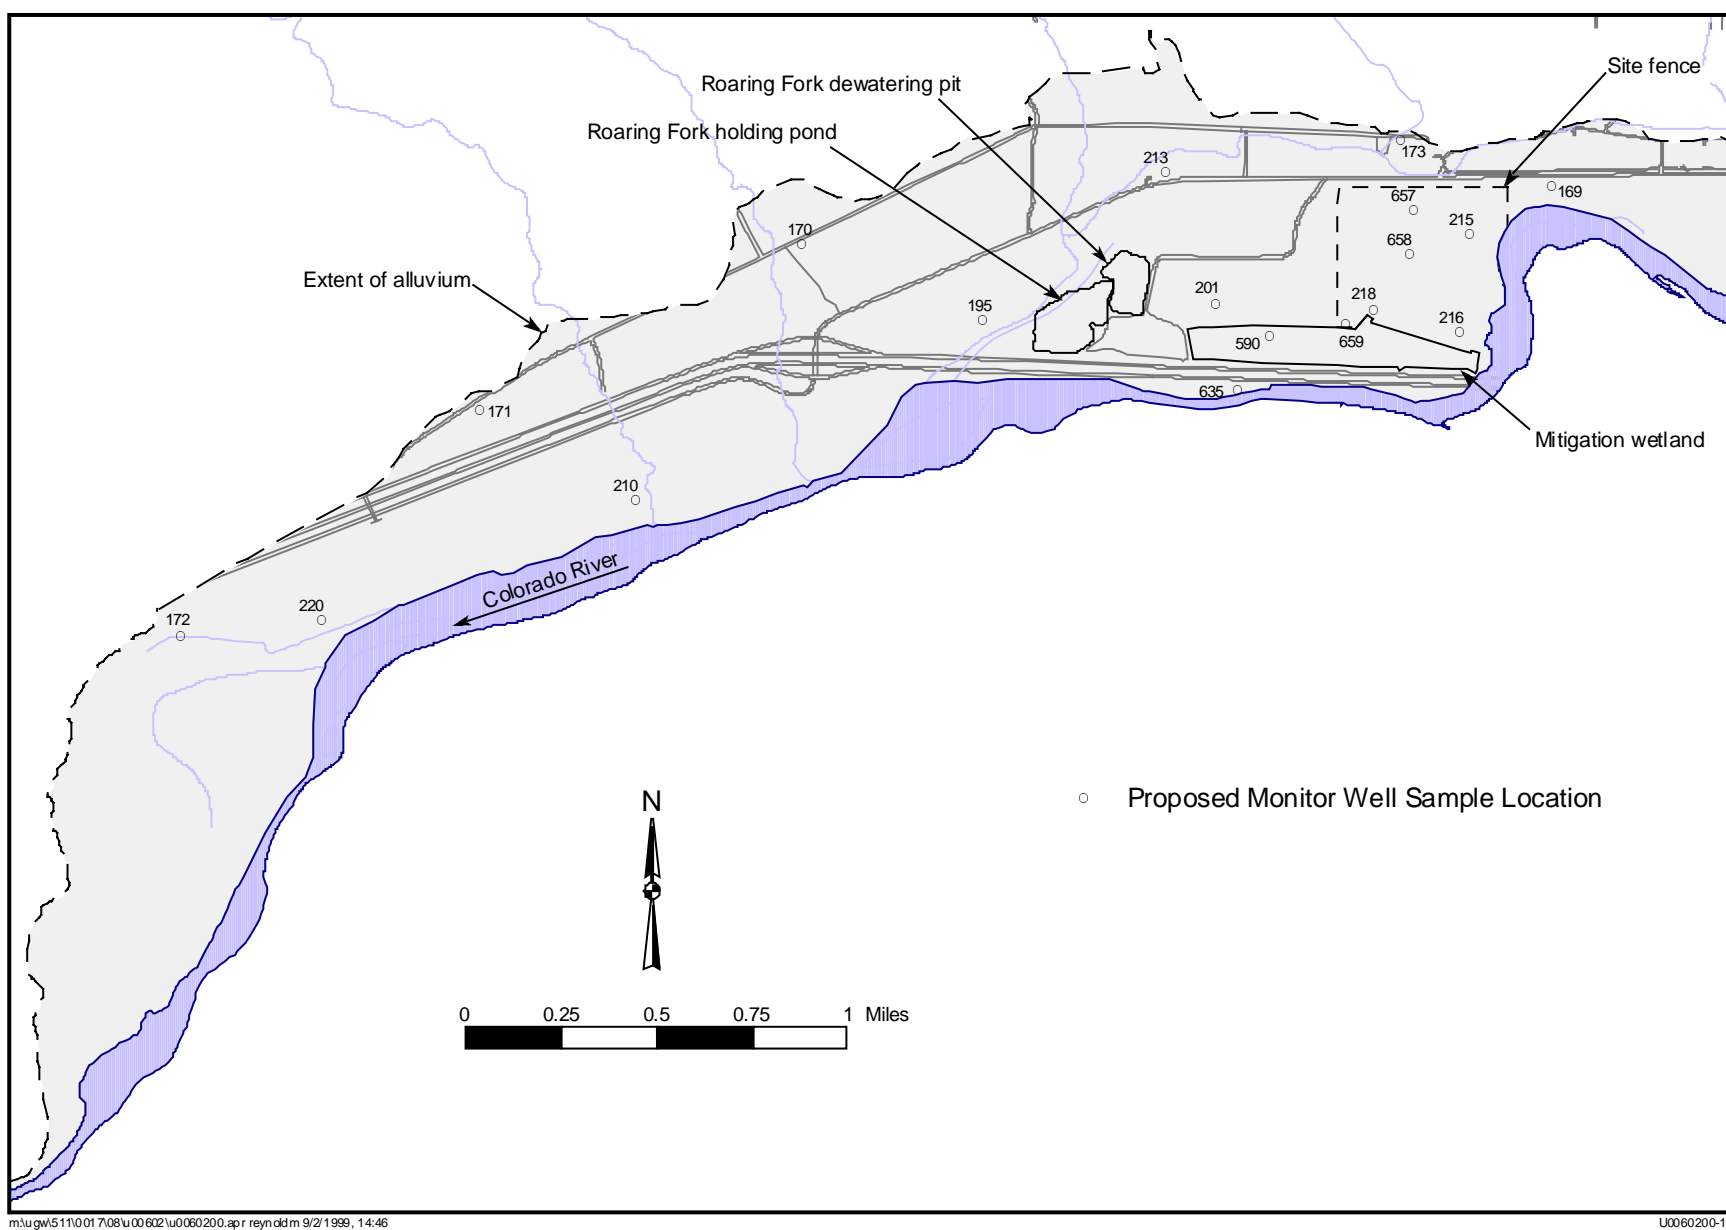 Site fence
Roaring Fork dewatering pit
Roaring Fork holding pond
173
213
169
657
215
170
658
Extent of alluvium
201
218
195
216
590
659
635
171
Mitigation wetland
210
Colorado River
220
172
N
Proposed Monitor Well Sample Location
0 0.25 0.5 0.75 1 Miles
m:\ugw\511\0017\08\u00602\u0060200.apr reynoldm 9/2/1999, 14:46
U0060200-1